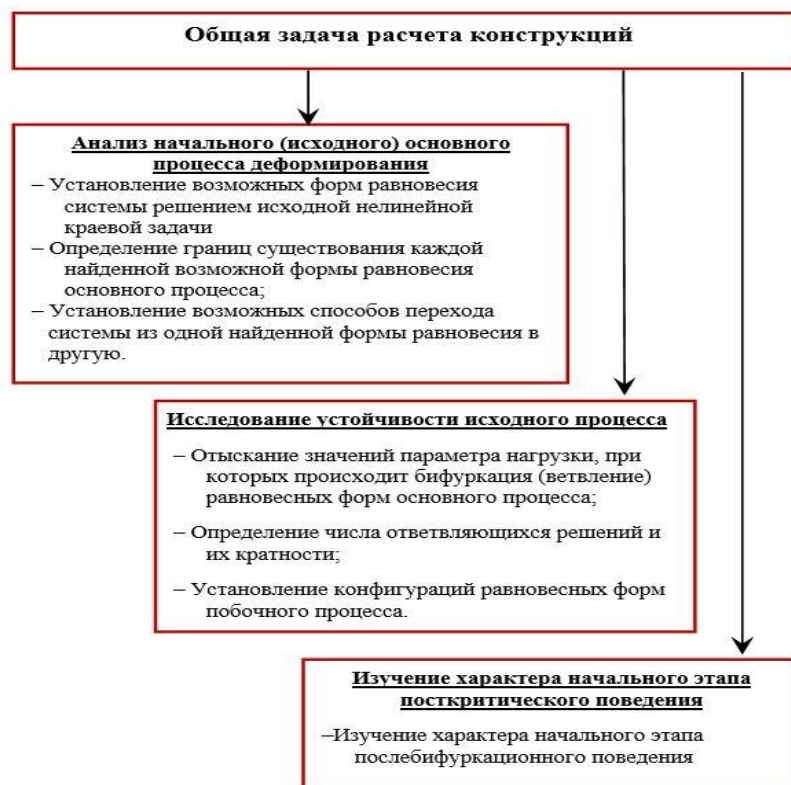 Общая задача расчета конструкций
Анализ начального (исходного) основного
процесса деформирования
– Установление возможных форм равновесия
системы решением исходной нелинейной
краевой задачи
– Определение границ существования каждой
найденной возможной формы равновесия
основного процесса;
– Установление возможных способов перехода
системы из одной найденной формы равновесия в
другую.
Исследование устойчивости исходного процесса
– Отыскание значений параметра нагрузки, при
которых происходит бифуркация (ветвление)
равновесных форм основного процесса;
– Определение числа ответвляющихся решений и
их кратности;
– Установление конфигураций равновесных форм
побочного процесса.
Изучение характера начального этапа
посткритического поведения
–Изучение характера начального этапа
послебифуркационного поведения